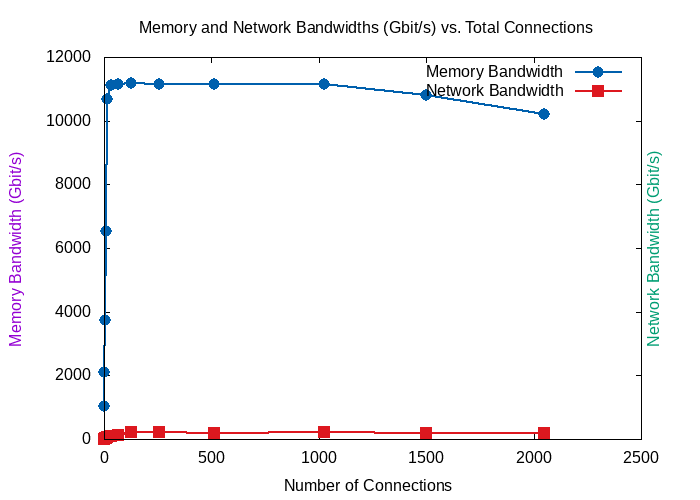 Memory and Network Bandwidths (Gbit/s) vs. Total Connections
12000
10000
8000
6000
4000
2000
0
Memory Bandwidth (Gbit/s)
Memory Bandwidth
Network Bandwidth
Network Bandwidth (Gbit/s)
0 500 1000 1500 2000 2500
Number of Connections